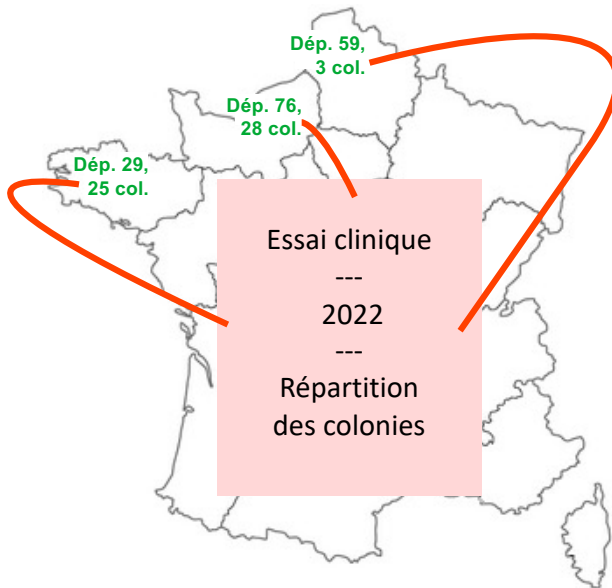 Dép. 59,
3 col.
Dép. 76,
28 col.
Dép. 29,
25 col.
Essai clinique
---
2022
---
Répartition
des colonies